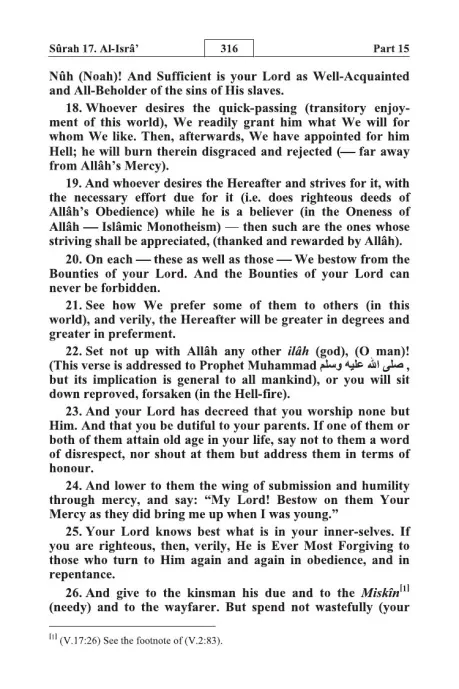 Sûrah 17. Al-Isrâ’ 316 Part 15
Nûh (Noah)! And Sufficient is your Lord as Well-Acquainted
and All-Beholder of the sins of His slaves.
18. Whoever desires the quick-passing (transitory enjoy-
ment of this world), We readily grant him what We will for
whom We like. Then, afterwards, We have appointed for him
Hell; he will burn therein disgraced and rejected (— far away
from Allâh’s Mercy).
19. And whoever desires the Hereafter and strives for it, with
the necessary effort due for it (i.e. does righteous deeds of
Allâh’s Obedience) while he is a believer (in the Oneness of
Allâh — Islâmic Monotheism) — then such are the ones whose
striving shall be appreciated, (thanked and rewarded by Allâh).
20. On each — these as well as those — We bestow from the
Bounties of your Lord. And the Bounties of your Lord can
never be forbidden.
21. See how We prefer some of them to others (in this
world), and verily, the Hereafter will be greater in degrees and
greater in preferment.
22. Set not up with Allâh any other ilâh (god), (O man)!
(This verse is addressed to Prophet Muhammad صلى الله عليه وسلم ,
but its implication is general to all mankind), or you will sit
down reproved, forsaken (in the Hell-fire).
23. And your Lord has decreed that you worship none but
Him. And that you be dutiful to your parents. If one of them or
both of them attain old age in your life, say not to them a word
of disrespect, nor shout at them but address them in terms of
honour.
24. And lower to them the wing of submission and humility
through mercy, and say: “My Lord! Bestow on them Your
Mercy as they did bring me up when I was young.”
25. Your Lord knows best what is in your inner-selves. If
you are righteous, then, verily, He is Ever Most Forgiving to
those who turn to Him again and again in obedience, and in
repentance.
26. And give to the kinsman his due and to the Miskîn[1]
(needy) and to the wayfarer. But spend not wastefully (your
[1] (V.17:26) See the footnote of (V.2:83).